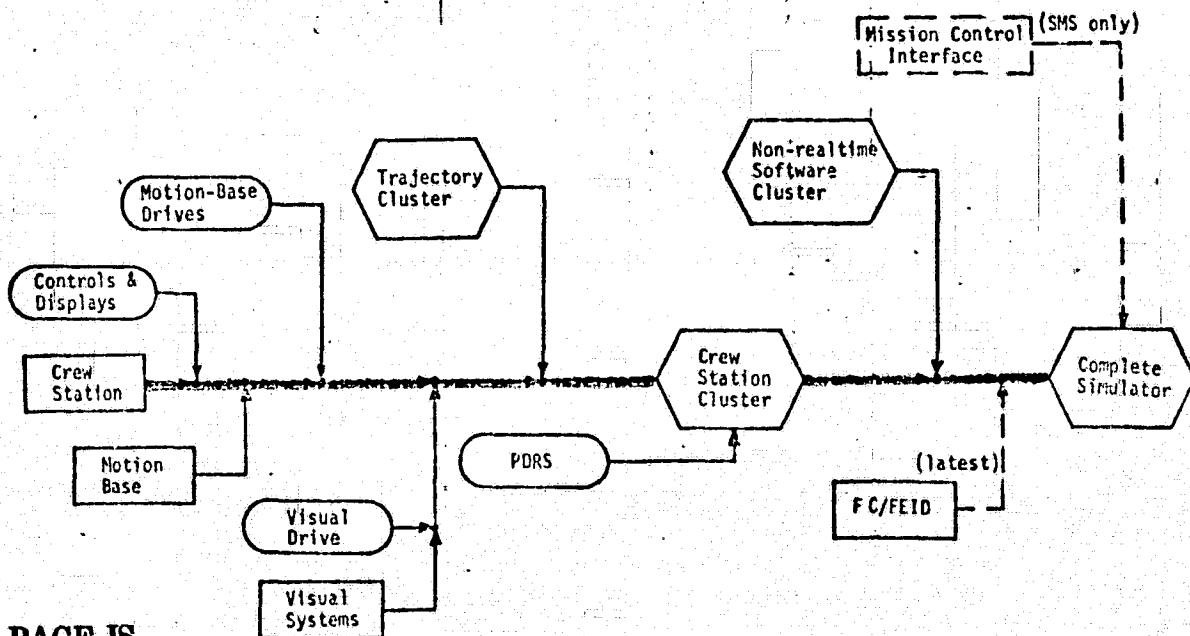 Mission Control
Interface
(SMS only)
Trajectory
Cluster
Non-realtime
Software
Cluster
Motion-Base
Drives
Controls &
Displays
Crew
Station
Crew
Station
Cluster
Complete
Simulator
Motion
Base
PDRS
(latest)
FC/FEID
Visual
Drive
Visual
Systems
PAGE IS